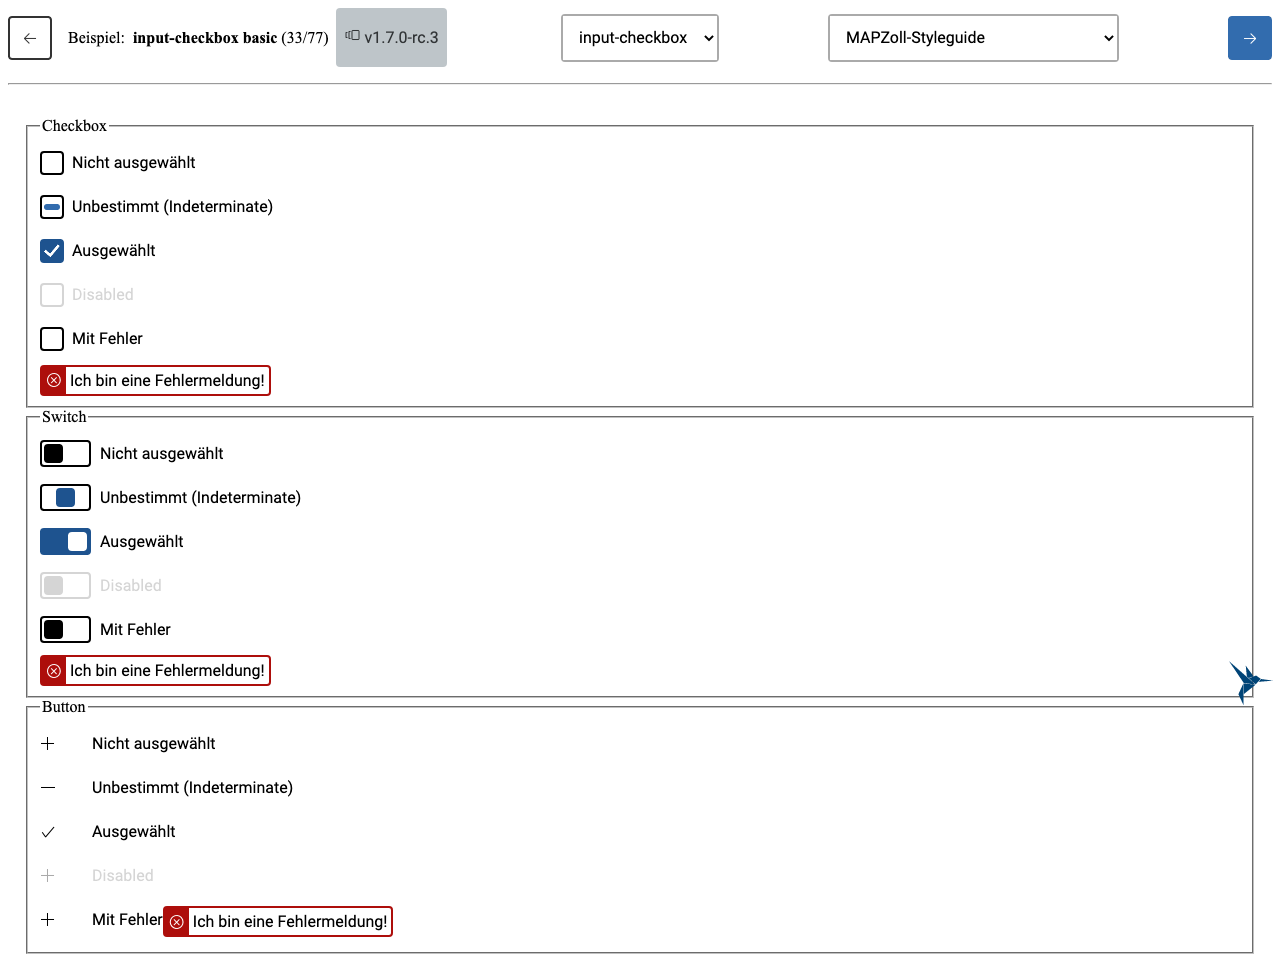 Beispiel: input-checkbox basic (33/77) v1.7.0-rc.3 input-checkbox MAPZoll-Styleguide
Checkbox
Nicht ausgewählt
Unbestimmt (Indeterminate)
Ausgewählt
Disabled
Mit Fehler
Ich bin eine Fehlermeldung!
Switch
Nicht ausgewählt
Unbestimmt (Indeterminate)
Ausgewählt
Disabled
Mit Fehler
Ich bin eine Fehlermeldung!
Button
Nicht ausgewählt
Unbestimmt (Indeterminate)
Ausgewählt
Disabled
Mit Fehler Ich bin eine Fehlermeldung!